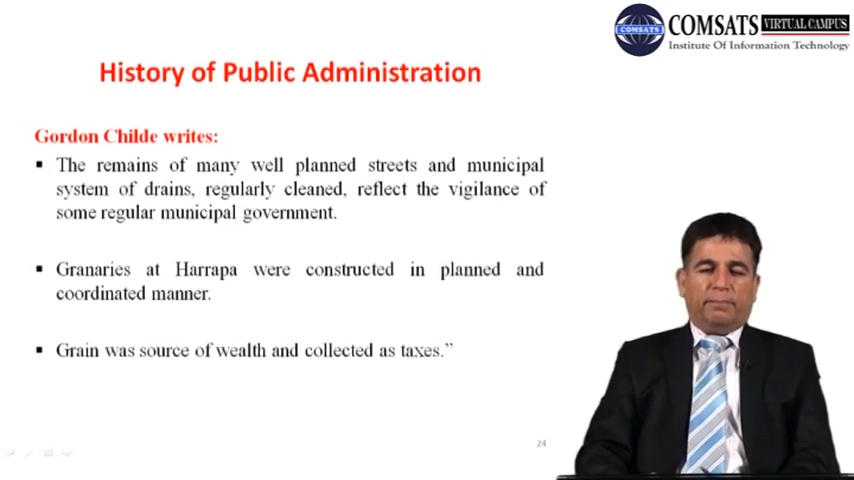 COMSATS VIRTUAL CAMPUS
COMSATS
Institute Of Information Technology
History of Public Administration
Gordon Childe writes:
▪ The remains of many well planned streets and municipal
system of drains, regularly cleaned, reflect the vigilance of
some regular municipal government.
▪ Granaries at Harrapa were constructed in planned and
coordinated manner.
▪ Grain was source of wealth and collected as taxes.”
24